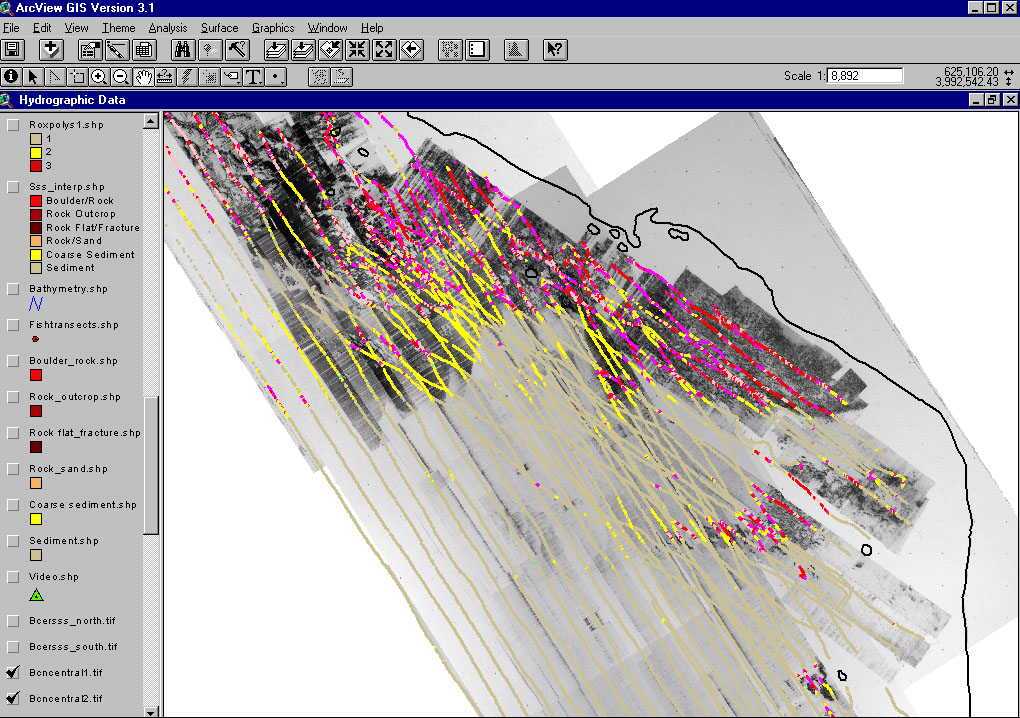 ArcView GIS Version 3.1
File Edit View Theme Analysis Surface Graphics Window Help
Scale 1: 8,892
625,106.20
3,992,542.43
Hydrographic Data
Roxpolys1.shp
1
2
3
Sss_interp.shp
Boulder/Rock
Rock Outcrop
Rock Flat/Fracture
Rock/Sand
Coarse Sediment
Sediment
Bathymetry.shp
Fishtransects.shp
Boulder_rock.shp
Rock_outcrop.shp
Rock flat_fracture.shp
Rock_sand.shp
Coarse sediment.shp
Sediment.shp
Video.shp
Bcersss_north.tif
Bcersss_south.tif
Bcncentral1.tif
Bcncentral2.tif